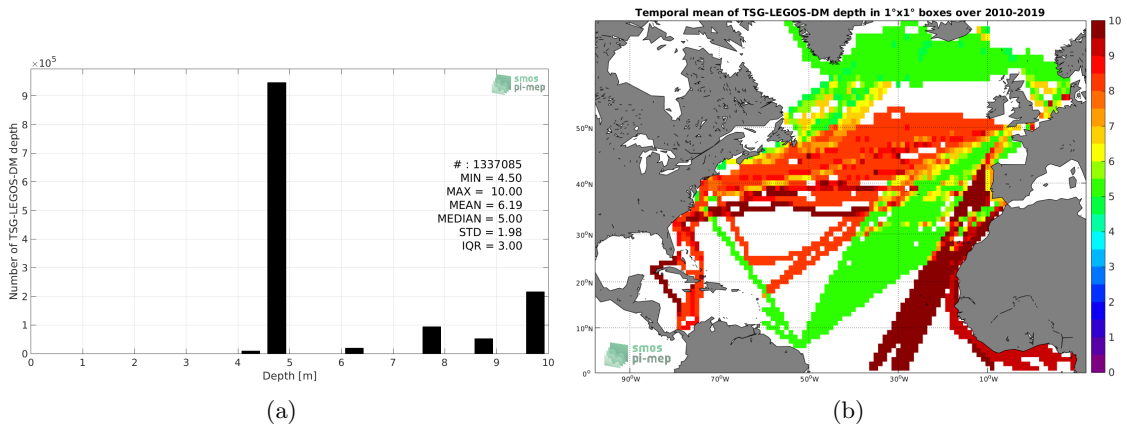 ×10⁵
9
8
7
6
5
4
3
2
1
0
Number of TSG-LEGOS-DM depth
smos
pi-mep
# : 1337085
MIN = 4.50
MAX = 10.00
MEAN = 6.19
MEDIAN = 5.00
STD = 1.98
IQR = 3.00
0 1 2 3 4 5 6 7 8 9 10
Depth [m]
(a)
Temporal mean of TSG-LEGOS-DM depth in 1°x1° boxes over 2010-2019
50°N
40°N
30°N
20°N
10°N
0°
90°W 70°W 50°W 30°W 10°W
smos
pi-mep
10
9
8
7
6
5
4
3
2
1
0
(b)